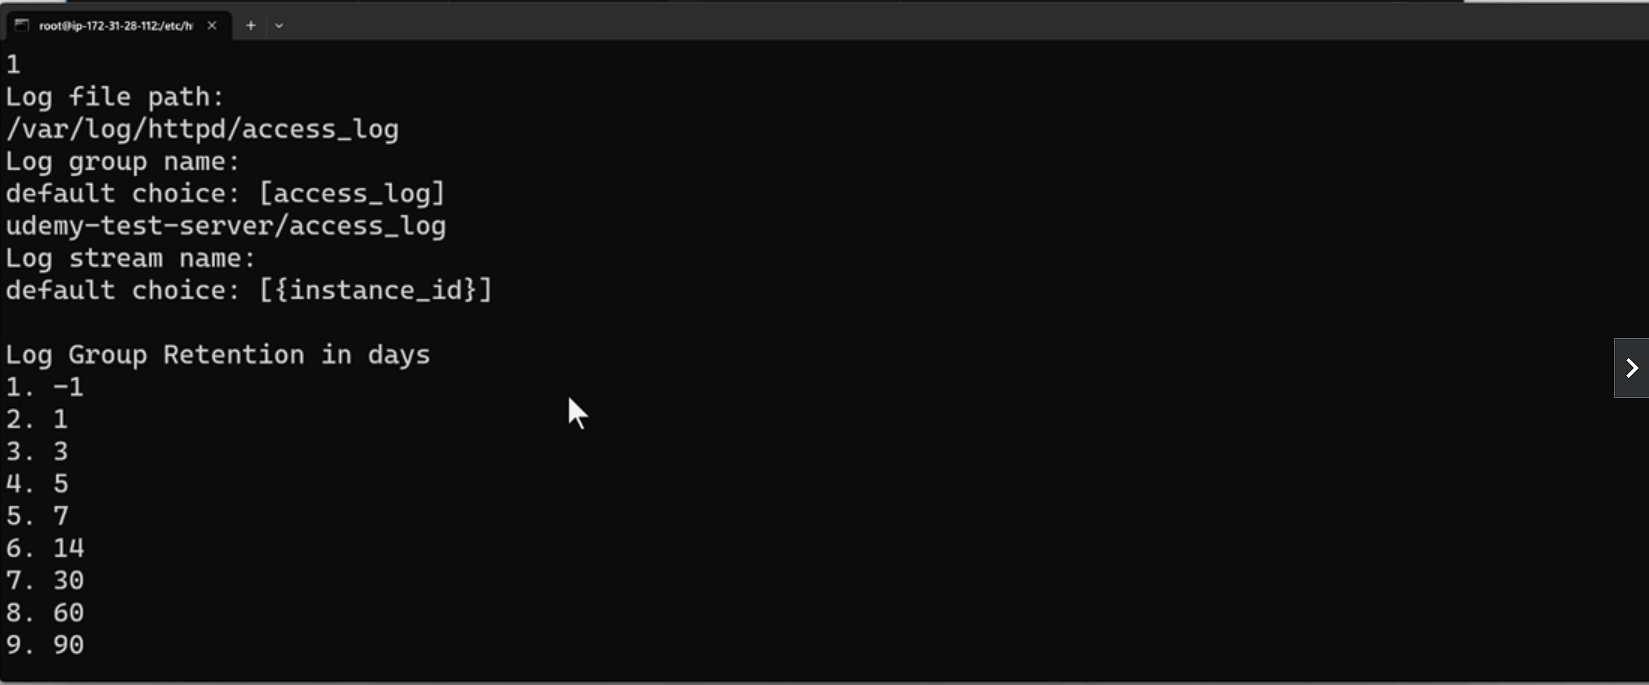 root@ip-172-31-28-112:/etc/h
1
Log file path:
/var/log/httpd/access_log
Log group name:
default choice: [access_log]
udemy-test-server/access_log
Log stream name:
default choice: [{instance_id}]
Log Group Retention in days
1. -1
2. 1
3. 3
4. 5
5. 7
6. 14
7. 30
8. 60
9. 90